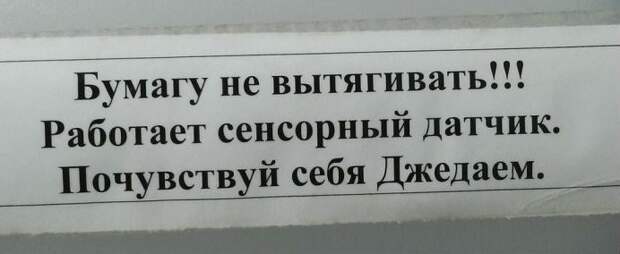 Бумагу не вытягивать!!!
Работает сенсорный датчик.
Почувствуй себя Джедаем.